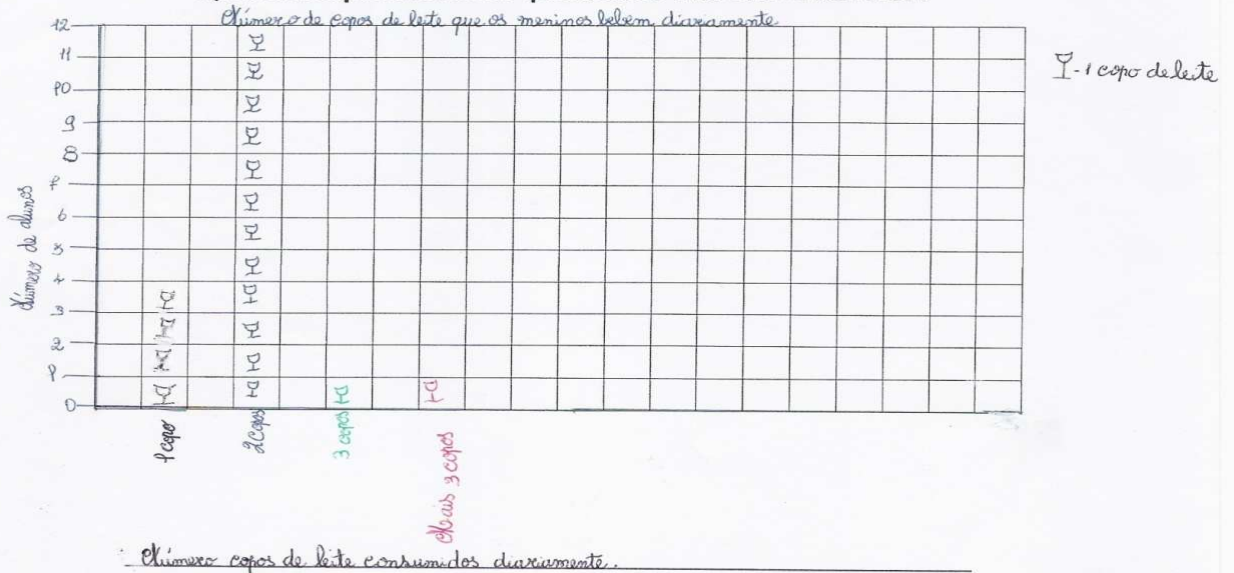 Número de copos de leite que os meninos bebem diariamente
12
11
10
9
8
7
6
5
4
3
2
1
0
Número de alunos
- 1 copo de leite
1 copo
2 copos
3 copos
Mais 3 copos
Número copos de leite consumidos diariamente.